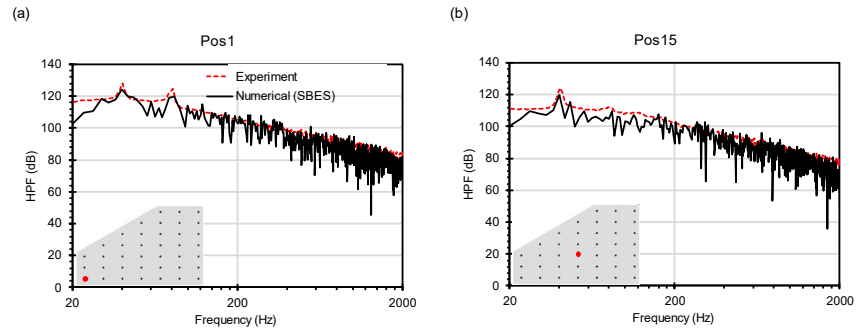 (a)
Pos1
HPF (dB)
140
120
100
80
60
40
20
0
Experiment
Numerical (SBES)
20
200
2000
Frequency (Hz)
(b)
Pos15
HPF (dB)
140
120
100
80
60
40
20
0
20
200
2000
Frequency (Hz)